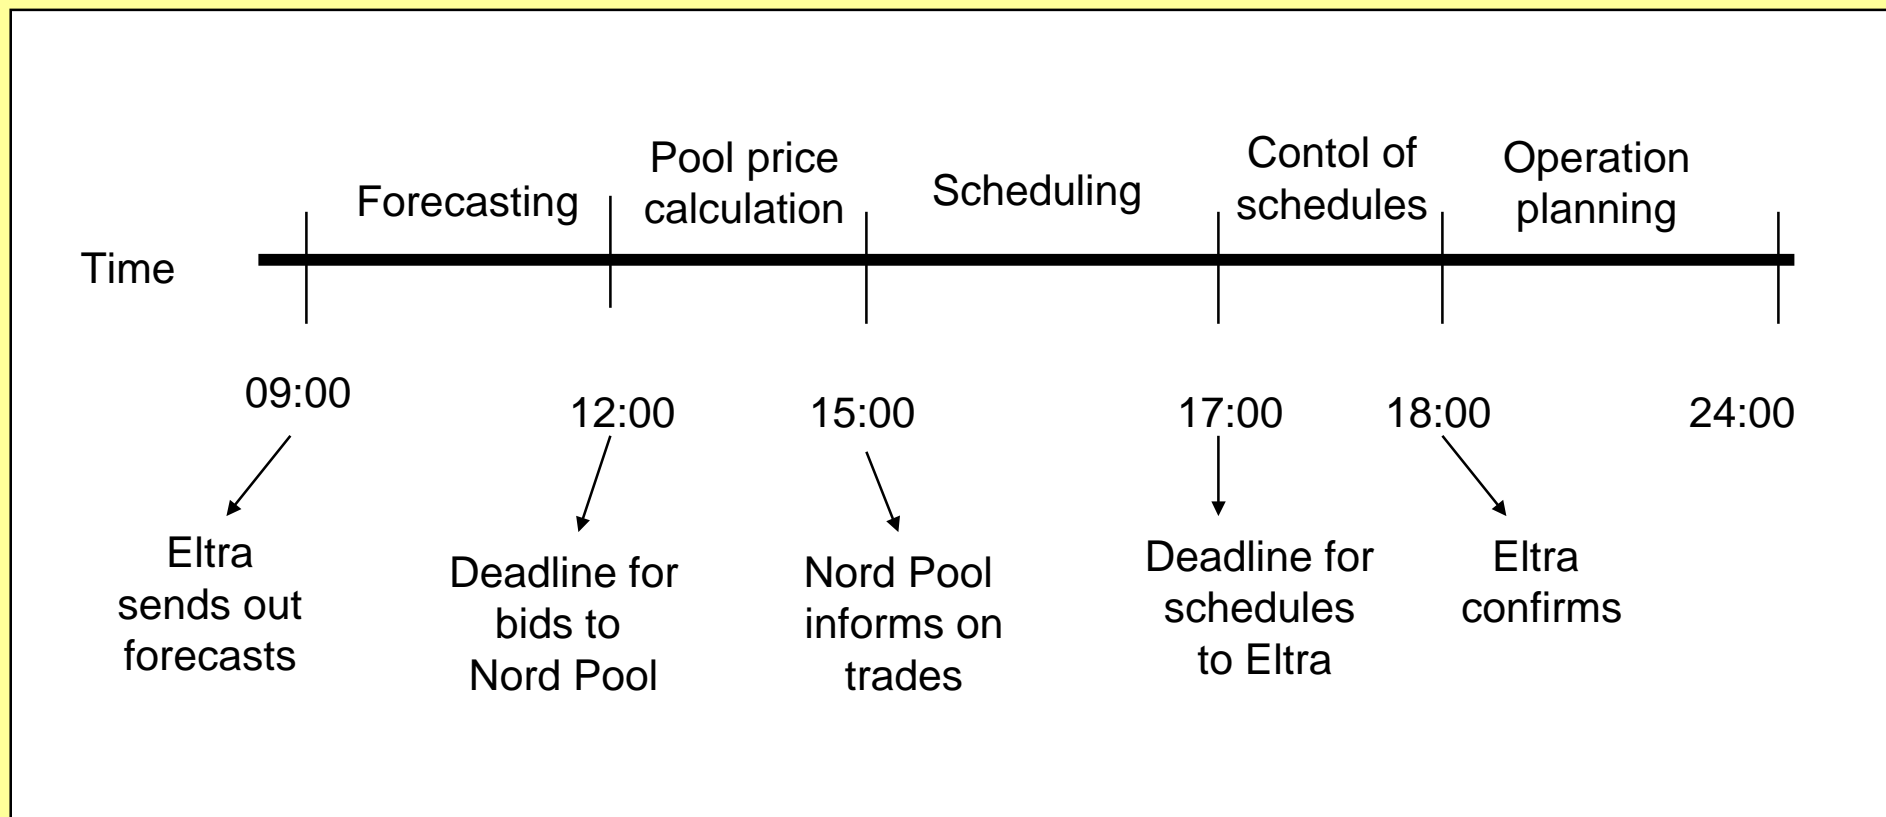 Forecasting
Pool price
calculation
Scheduling
Contol of
schedules
Operation
planning
Time
09:00
12:00
15:00
17:00
18:00
24:00
Eltra
sends out
forecasts
Deadline for
bids to
Nord Pool
Nord Pool
informs on
trades
Deadline for
schedules
to Eltra
Eltra
confirms